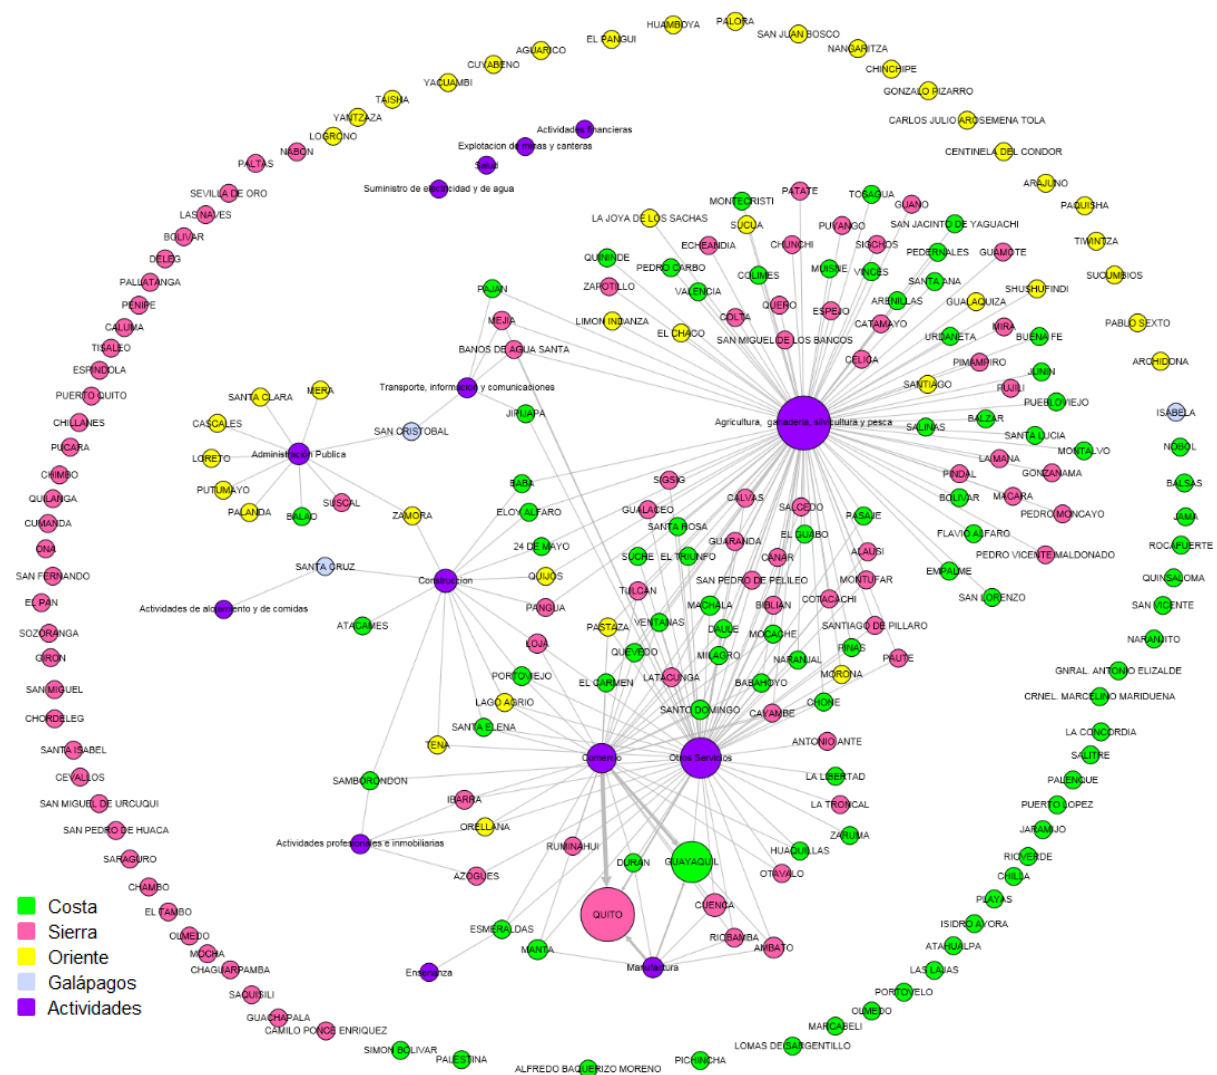 HUAMBOYA
PALORA
EL PANGUI
SAN JUAN BOSCO
AGUARICO
NANGARITZA
CUYABENO
CHINCHIPE
YACUAMBI
GONZALO PIZARRO
TAISHA
YANTZAZA
CARLOS JULIO AROSEMENA TOLA
LOGRONO
Actividades financieras
NABON
Explotacion de minas y canteras
CENTINELA DEL CONDOR
PALTAS
Salud
ARAJUNO
SEVILLA DE ORO
Suministro de electricidad y de agua
PATATE
TOSAGUA
MONTECRISTI
GUANO
PAQUISHA
LAS NAVES
LA JOYA DE LOS SACHAS
SUCUA
PUYANGO
SAN JACINTO DE YAGUACHI
BOLIVAR
ECHEANDIA
CHUNCHI
SIGCHOS
TIWINTZA
DELEG
QUININDE
PEDERNALES
GUAMOTE
PEDRO CARBO
COLIMES
MUISNE
VINCES
SUCUMBIOS
PALLATANGA
PAJAN
ZAPOTILLO
VALENCIA
SANTA ANA
SHUSHUFINDI
PENIPE
QUERO
ESPEJO
ARENILLAS
GUALAQUIZA
CALUMA
MEJIA
LIMON INDANZA
COLTA
CATAMAYO
MIRA
PABLO SEXTO
TISALEO
BANOS DE AGUA SANTA
EL CHACO
SAN MIGUEL DE LOS BANCOS
URDANETA
BUENA FE
ESPINDOLA
CELICA
PIMAMPIRO
ARCHIDONA
PUERTO QUITO
SANTA CLARA
MERA
Transporte, informacion y comunicaciones
SANTIAGO
PUJILI
JUNIN
CHILLANES
CASCALES
JIPIJAPA
PUEBLOVIEJO
ISABELA
PUCARA
SAN CRISTOBAL
Agricultura, ganaderia, silvicultura y pesca
SALINAS
BALZAR
SANTA LUCIA
NOBOL
CHIMBO
LORETO
Administración Publica
LA MANA
MONTALVO
QUILANGA
PUTUMAYO
BABA
SIGSIG
PINDAL
GONZANAMA
BALSAS
CUMANDA
PALANDA
BALAO
SUSCAL
ZAMORA
ELOY ALFARO
GUALACEO
CALVAS
SALCEDO
PASAJE
BOLIVAR
MACARA
PEDRO MONCAYO
JAMA
ONA
24 DE MAYO
SANTA ROSA
GUARANDA
EL GUABO
FLAVIO ALFARO
ROCAFUERTE
SAN FERNANDO
SANTA CRUZ
SUCRE
EL TRIUNFO
CANAR
ALAUSI
PEDRO VICENTE MALDONADO
EL PAN
Construccion
QUIJOS
TULCAN
SAN PEDRO DE PELILEO
MONTUFAR
EMPALME
QUINSALOMA
SOZORANGA
Actividades de alojamiento y de comidas
PANGUA
MACHALA
BIBLIAN
COTACACHI
SAN LORENZO
SAN VICENTE
GIRON
ATACAMES
PASTAZA
VENTANAS
DAULE
MOCACHE
SANTIAGO DE PILLARO
NARANJITO
SAN MIGUEL
LOJA
QUEVEDO
MILAGRO
NARANJAL
PINAS
PAUTE
GNRAL. ANTONIO ELIZALDE
CHORDELEG
PORTOVIEJO
EL CARMEN
LATACUNGA
BABAHOYO
MORONA
CRNEL. MARCELINO MARIDUENA
SANTA ISABEL
LAGO AGRIO
SANTO DOMINGO
CAYAMBE
CHONE
LA CONCORDIA
CEVALLOS
SANTA ELENA
TENA
ANTONIO ANTE
SALITRE
SAN MIGUEL DE URCUQUI
SAMBORONDON
Comercio
Otros Servicios
LA LIBERTAD
PALENQUE
SAN PEDRO DE HUACA
IBARRA
LA TRONCAL
PUERTO LOPEZ
SARAGURO
ORELLANA
ZARUMA
JARAMIJO
CHAMBO
Actividades profesionales e inmobiliarias
RUMINAHUI
DURAN
GUAYAQUIL
HUAQUILLAS
RIOVERDE
EL TAMBO
AZOGUES
OTAVALO
CHILLA
OLMEDO
QUITO
CUENCA
PLAYAS
MOCHA
ESMERALDAS
ISIDRO AYORA
CHAGUARPAMBA
MANTA
RIOBAMBA
AMBATO
ATAHUALPA
SAQUISILI
Ensenanza
Manufactura
LAS LAJAS
GUACHAPALA
PORTOVELO
CAMILO PONCE ENRIQUEZ
OLMEDO
SIMON BOLIVAR
MARCABELI
PALESTINA
LOMAS DE SARGENTILLO
ALFREDO BAQUERIZO MORENO
PICHINCHA
Costa
Sierra
Oriente
Galápagos
Actividades